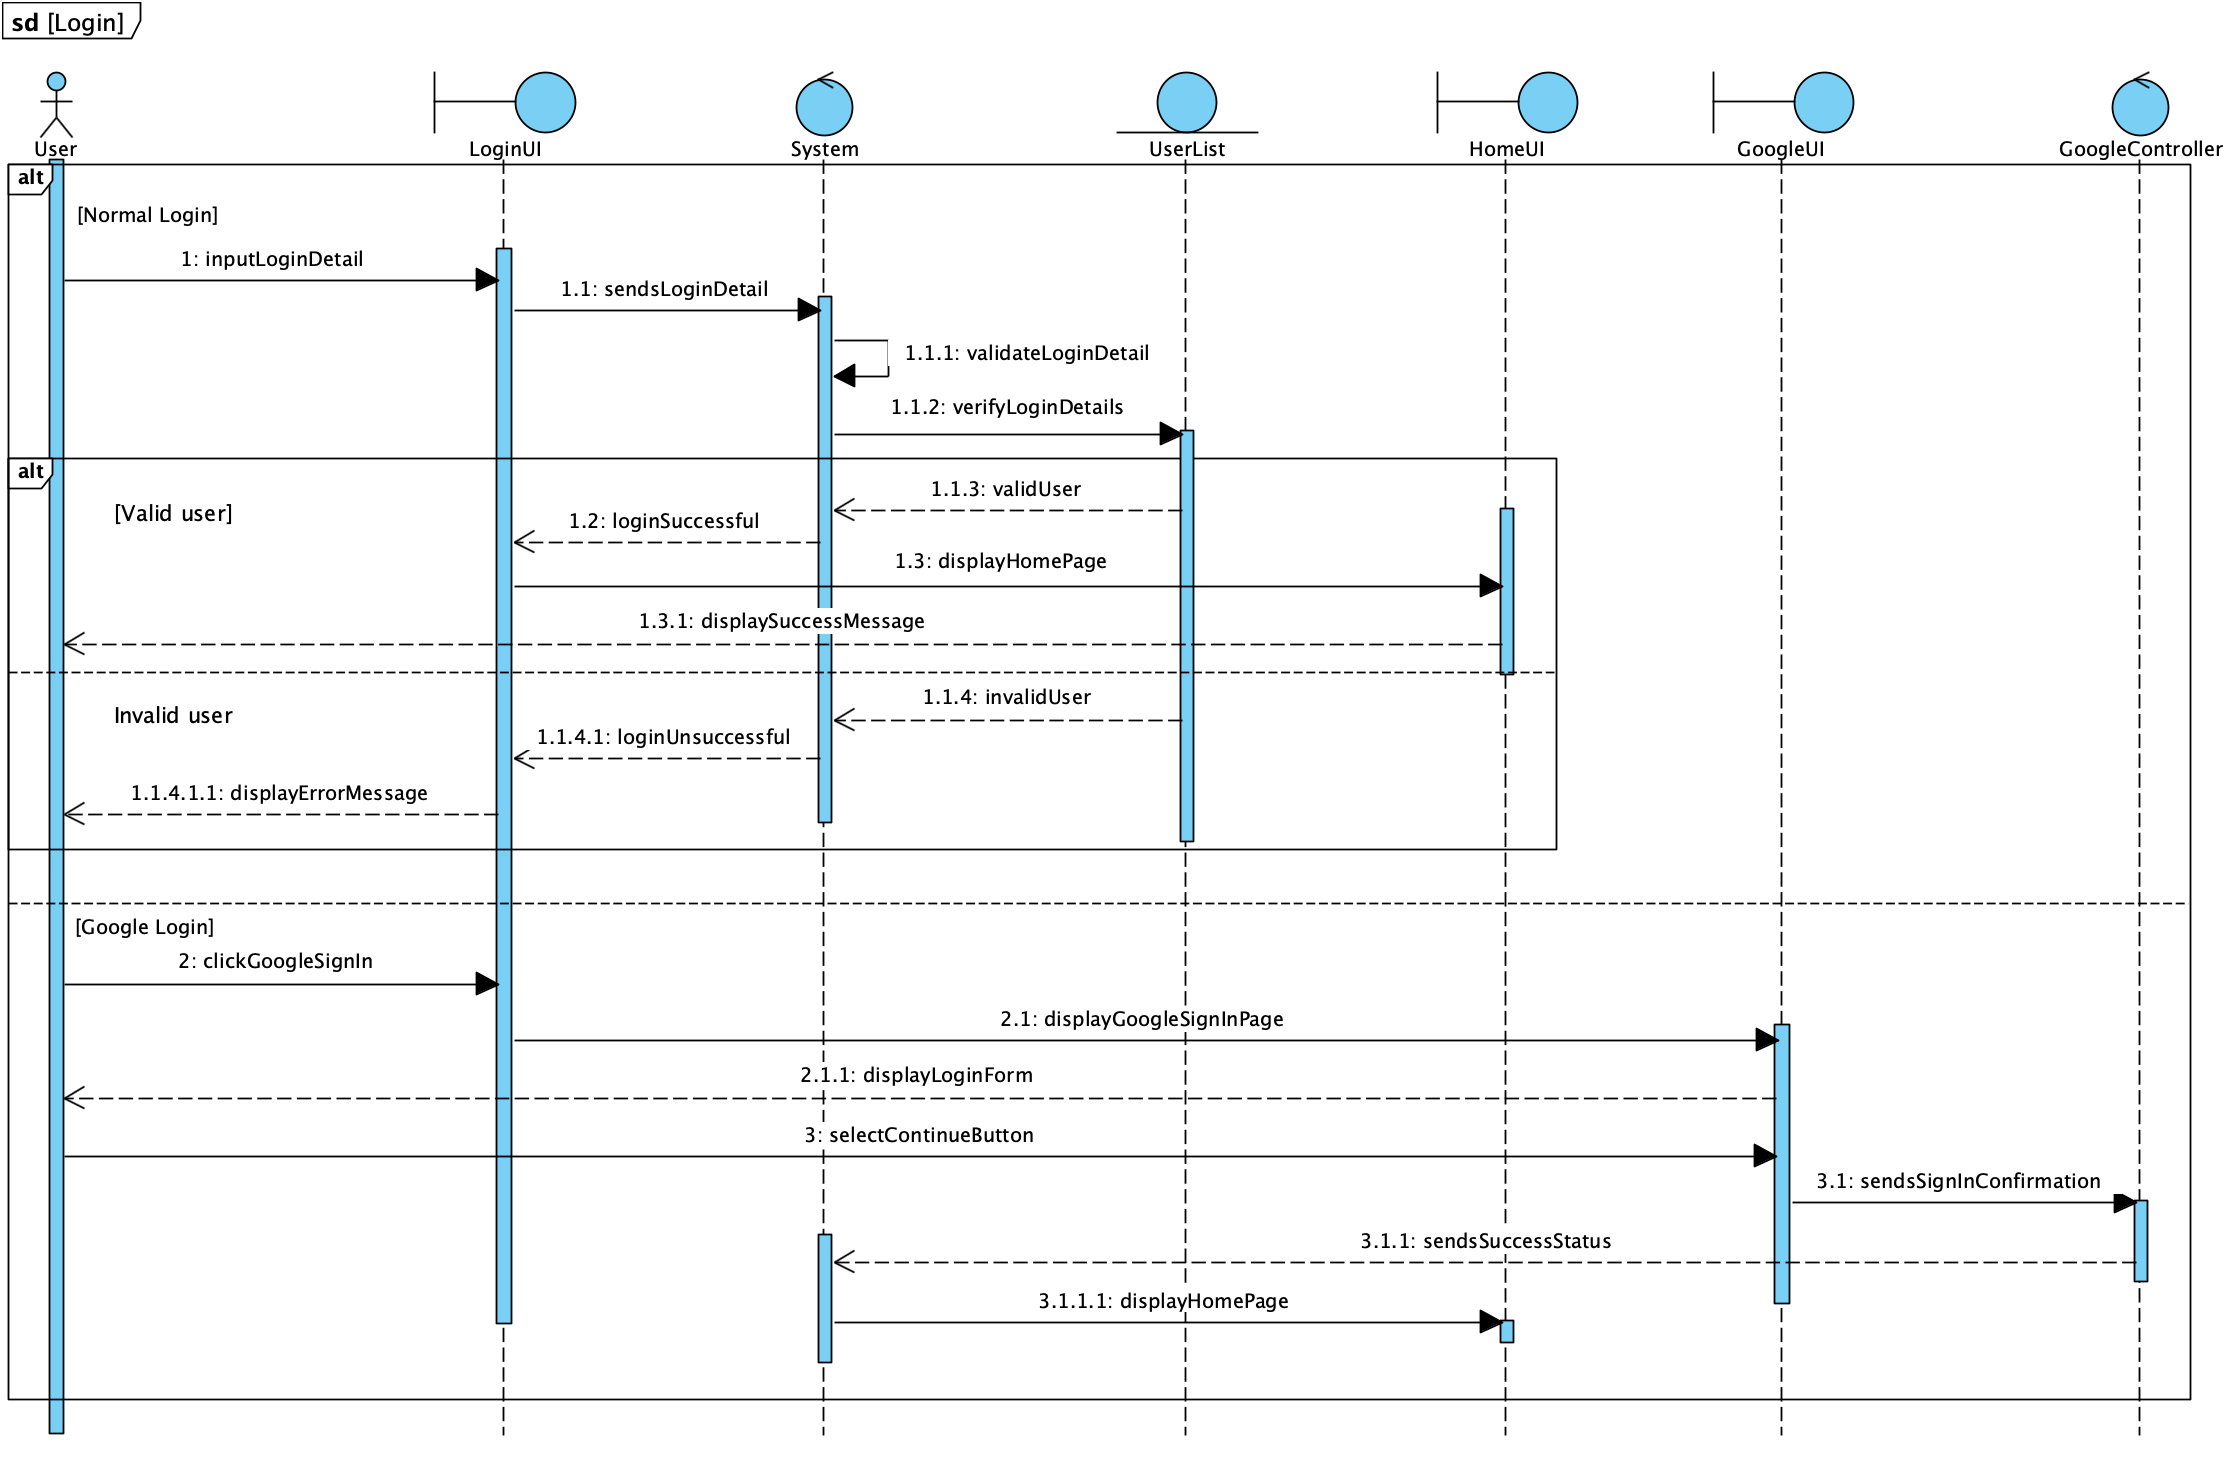 sd [Login]
User
LoginUI
System
UserList
HomeUI
GoogleUI
GoogleController
alt
[Normal Login]
1: inputLoginDetail
1.1: sendsLoginDetail
1.1.1: validateLoginDetail
1.1.2: verifyLoginDetails
alt
[Valid user]
1.1.3: validUser
1.2: loginSuccessful
1.3: displayHomePage
1.3.1: displaySuccessMessage
Invalid user
1.1.4: invalidUser
1.1.4.1: loginUnsuccessful
1.1.4.1.1: displayErrorMessage
[Google Login]
2: clickGoogleSignIn
2.1: displayGoogleSignInPage
2.1.1: displayLoginForm
3: selectContinueButton
3.1: sendsSignInConfirmation
3.1.1: sendsSuccessStatus
3.1.1.1: displayHomePage